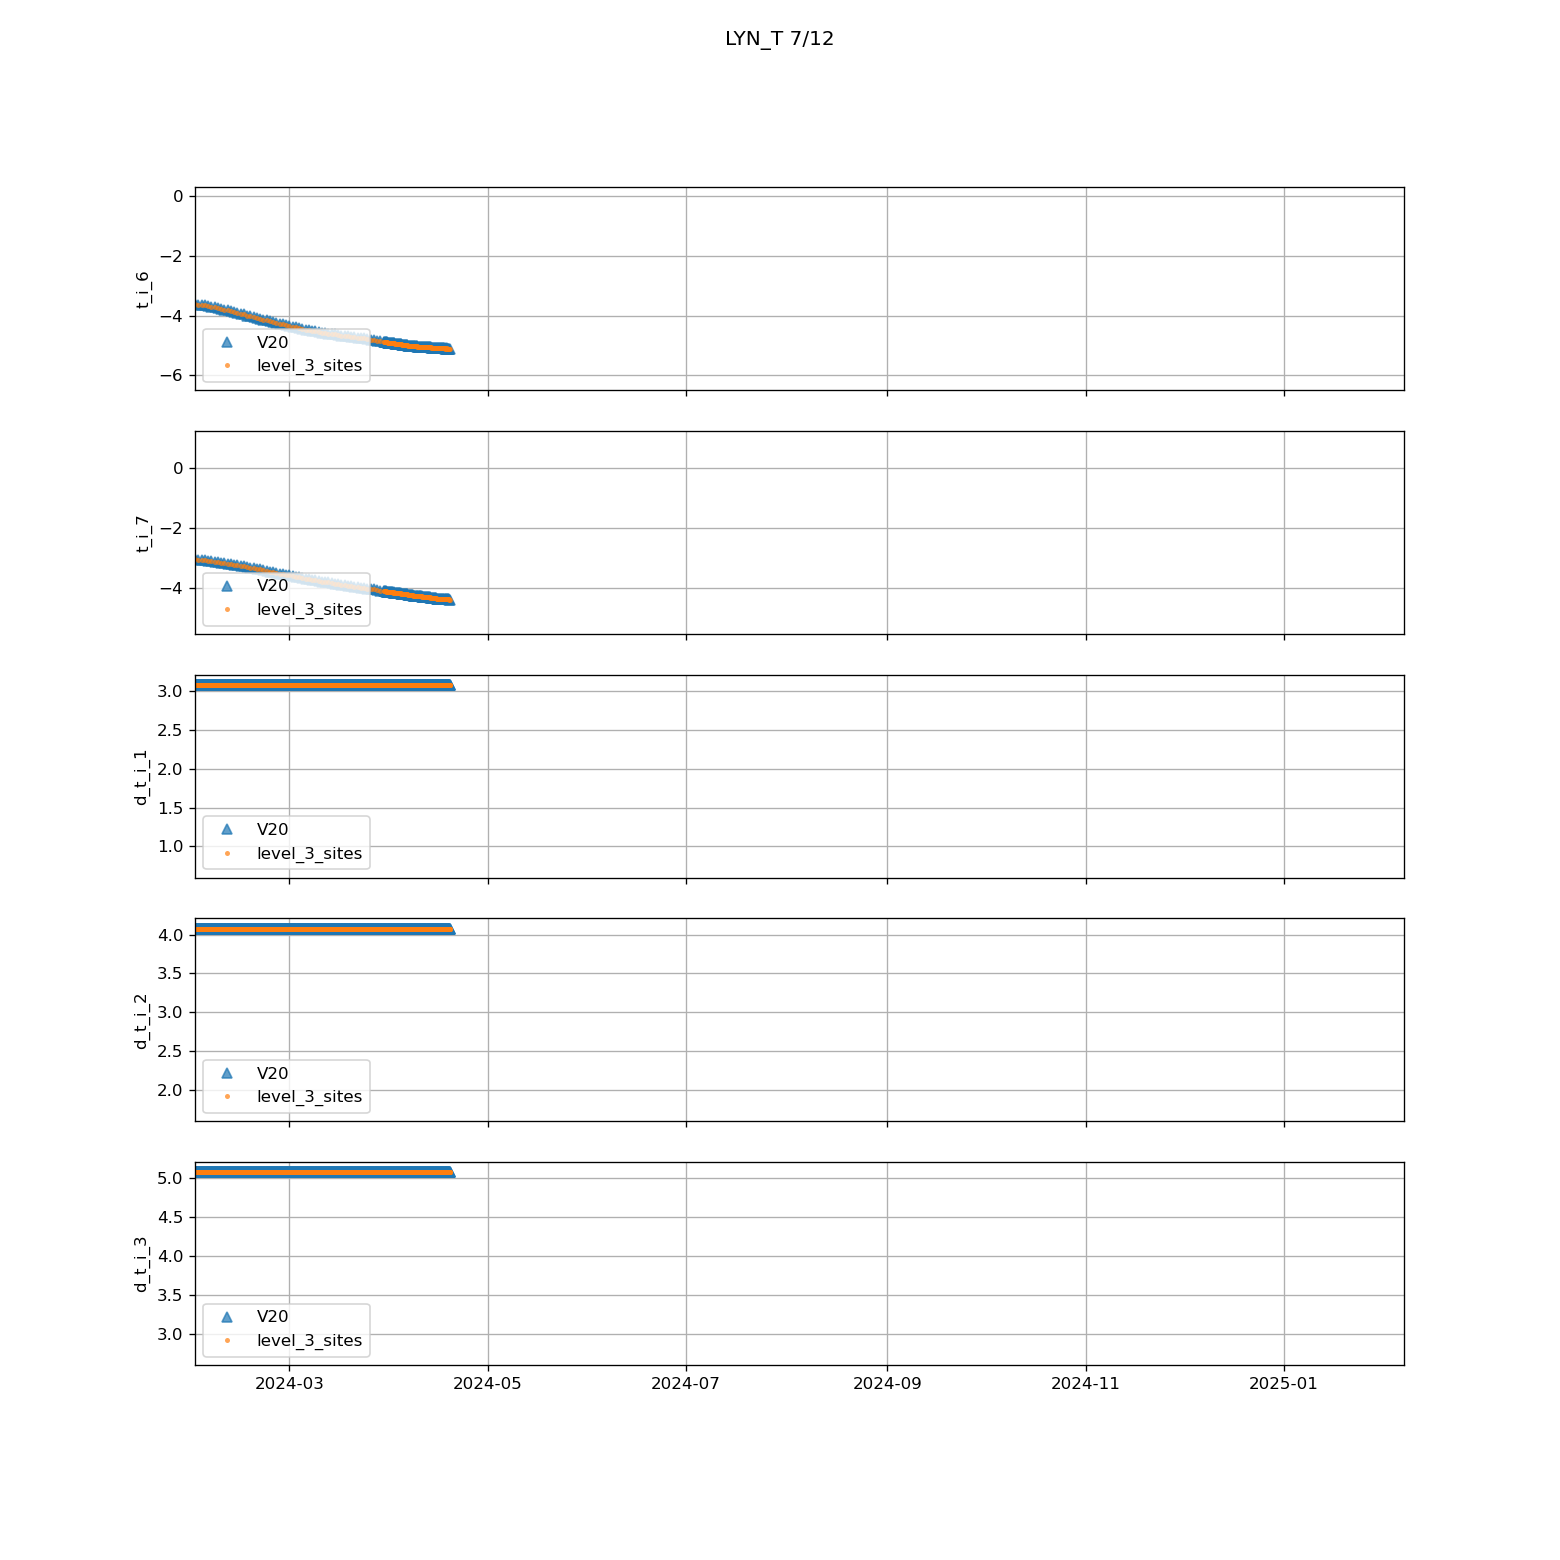 LYN_T 7/12
0
−2
−4
−6
t_i_6
V20
level_3_sites
0
−2
−4
t_i_7
V20
level_3_sites
3.0
2.5
2.0
1.5
1.0
d_t_i_1
V20
level_3_sites
4.0
3.5
3.0
2.5
2.0
d_t_i_2
V20
level_3_sites
5.0
4.5
4.0
3.5
3.0
d_t_i_3
V20
level_3_sites
2024-03 2024-05 2024-07 2024-09 2024-11 2025-01